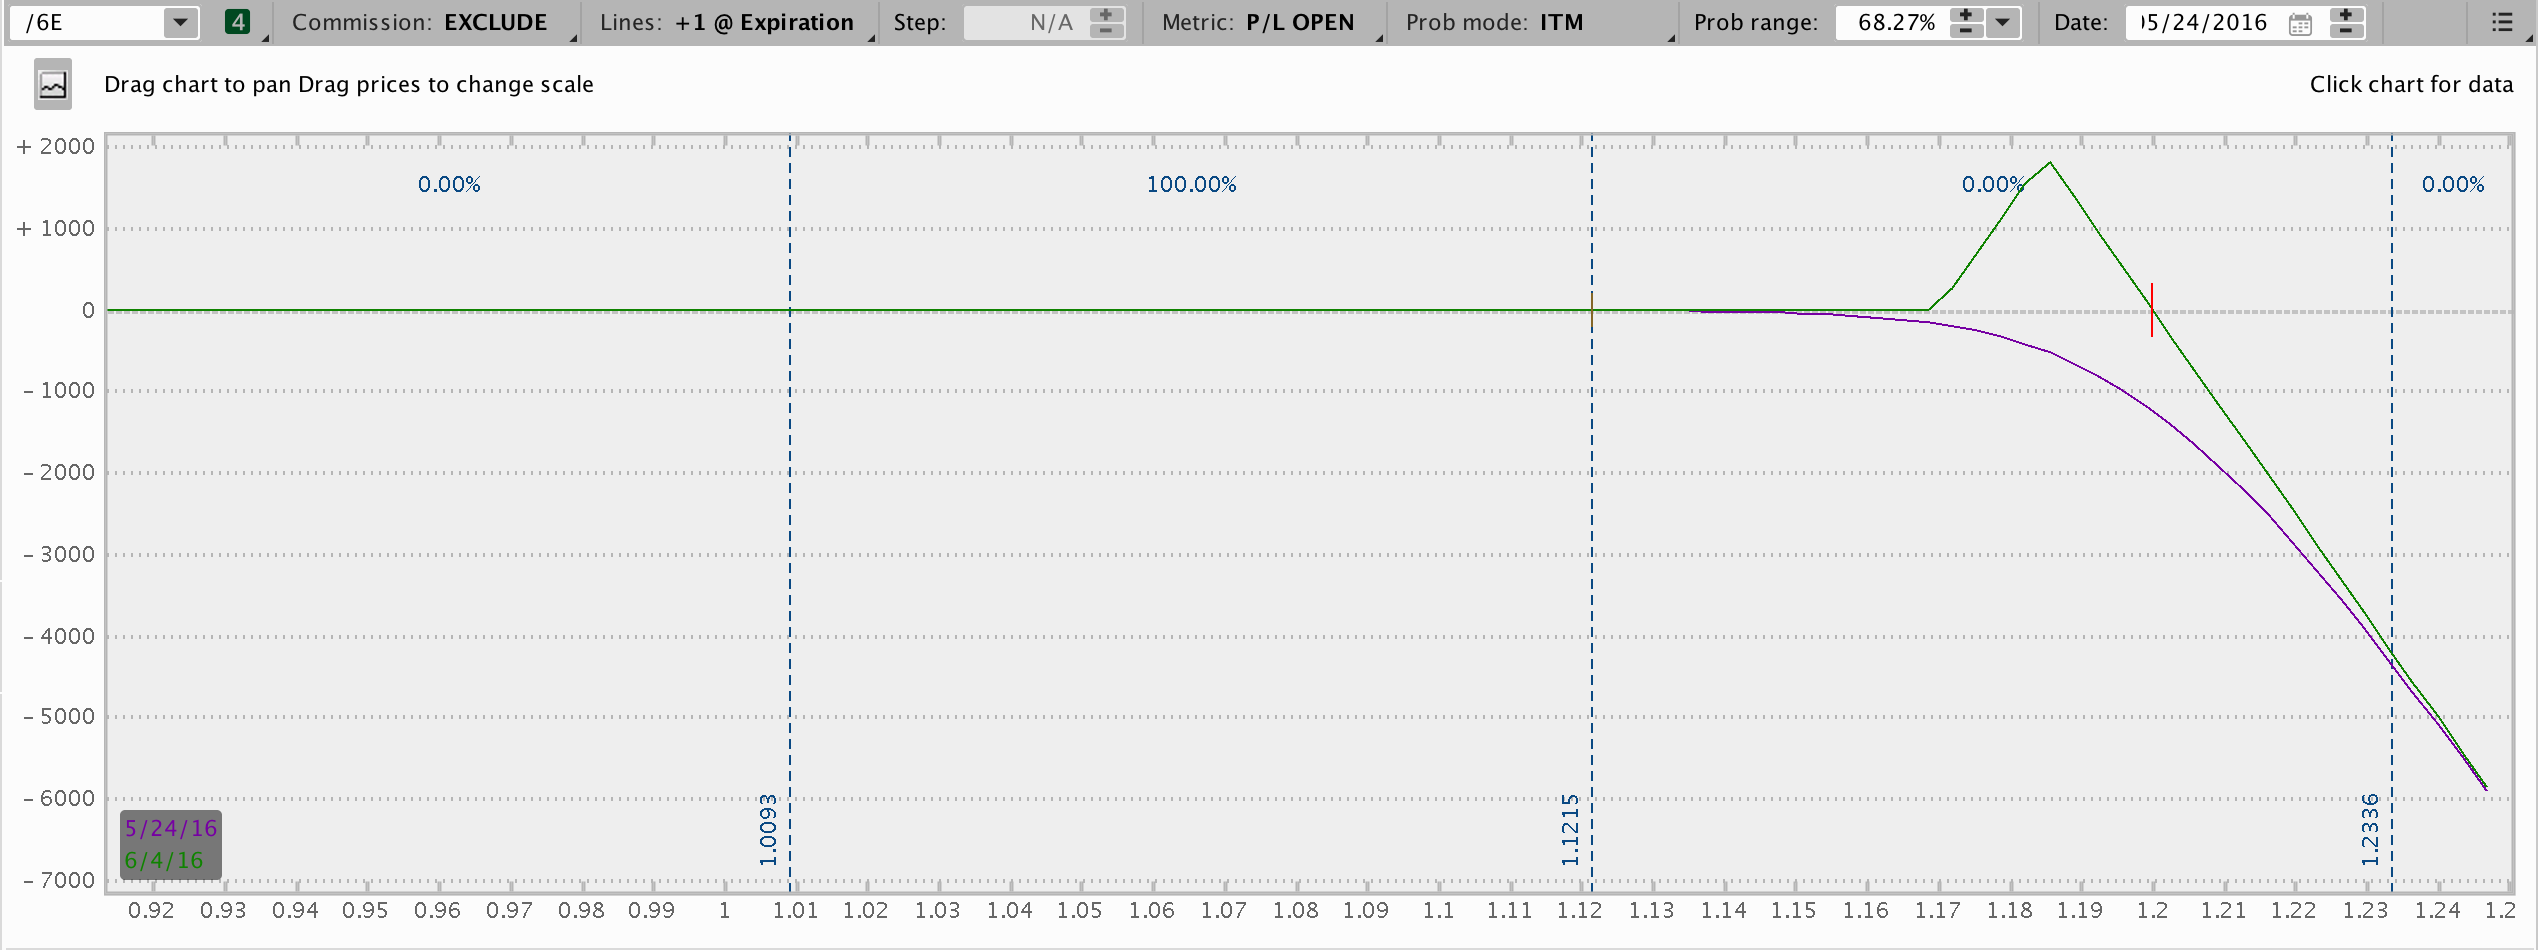 /6E 4 Commission: EXCLUDE Lines: +1 @ Expiration Step: N/A Metric: P/L OPEN Prob mode: ITM Prob range: 68.27% Date: 05/24/2016
Drag chart to pan Drag prices to change scale Click chart for data
+ 2000
0.00% 100.00% 0.00% 0.00%
+ 1000
0
- 1000
- 2000
- 3000
- 4000
- 5000
- 6000
1.0093 1.1215 1.2336
5/24/16
6/4/16
- 7000
0.92 0.93 0.94 0.95 0.96 0.97 0.98 0.99 1 1.01 1.02 1.03 1.04 1.05 1.06 1.07 1.08 1.09 1.1 1.11 1.12 1.13 1.14 1.15 1.16 1.17 1.18 1.19 1.2 1.21 1.22 1.23 1.24 1.2